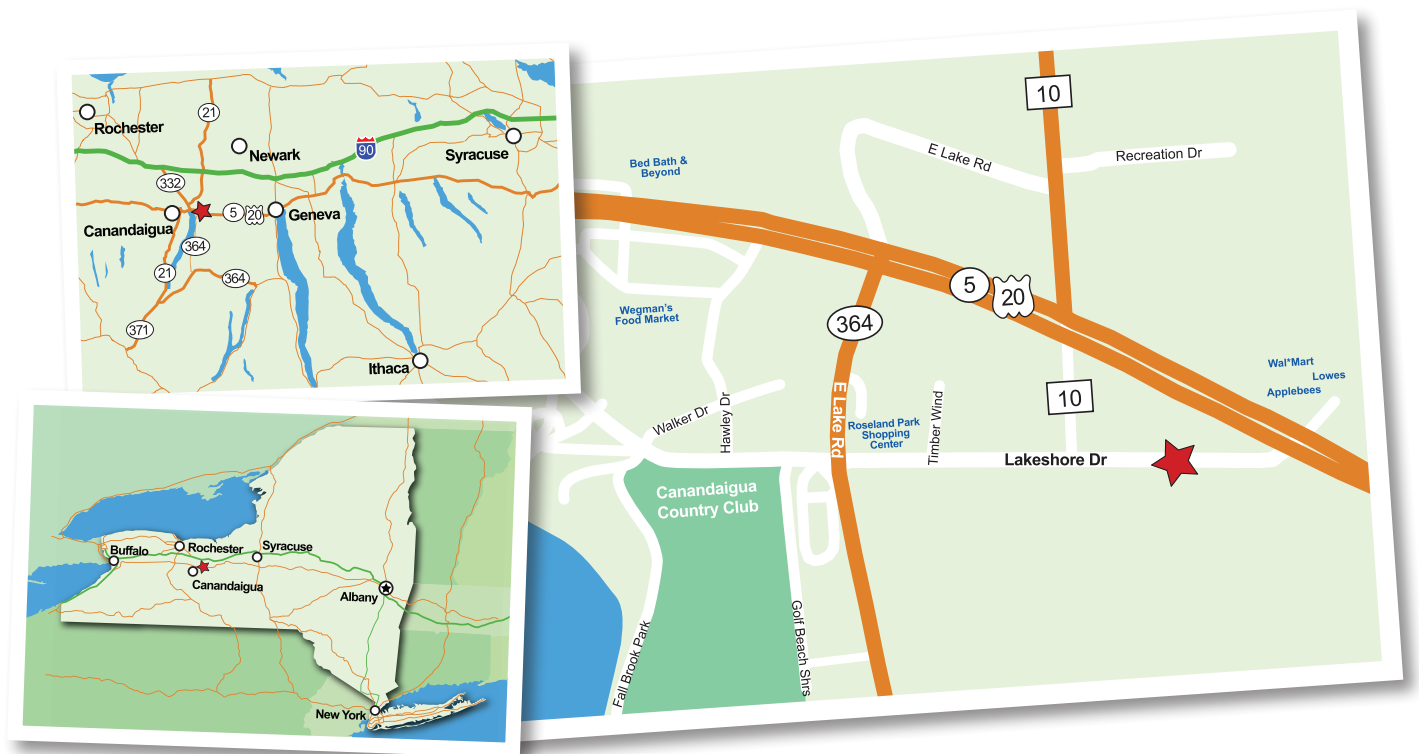 21
Rochester
Newark
90
Syracuse
332
Canandaigua
5
20
Geneva
364
21
364
371
Ithaca
Buffalo
Rochester
Syracuse
Canandaigua
Albany
New York
10
E Lake Rd
Recreation Dr
Bed Bath &
Beyond
5
20
Wegman's
Food Market
364
Wal*Mart
Lowes
Applebees
10
E Lake Rd
Walker Dr
Hawley Dr
Roseland Park
Shopping
Center
Timber Wind
Lakeshore Dr
Canandaigua
Country Club
Fall Brook Park
Golf Beach Shrs